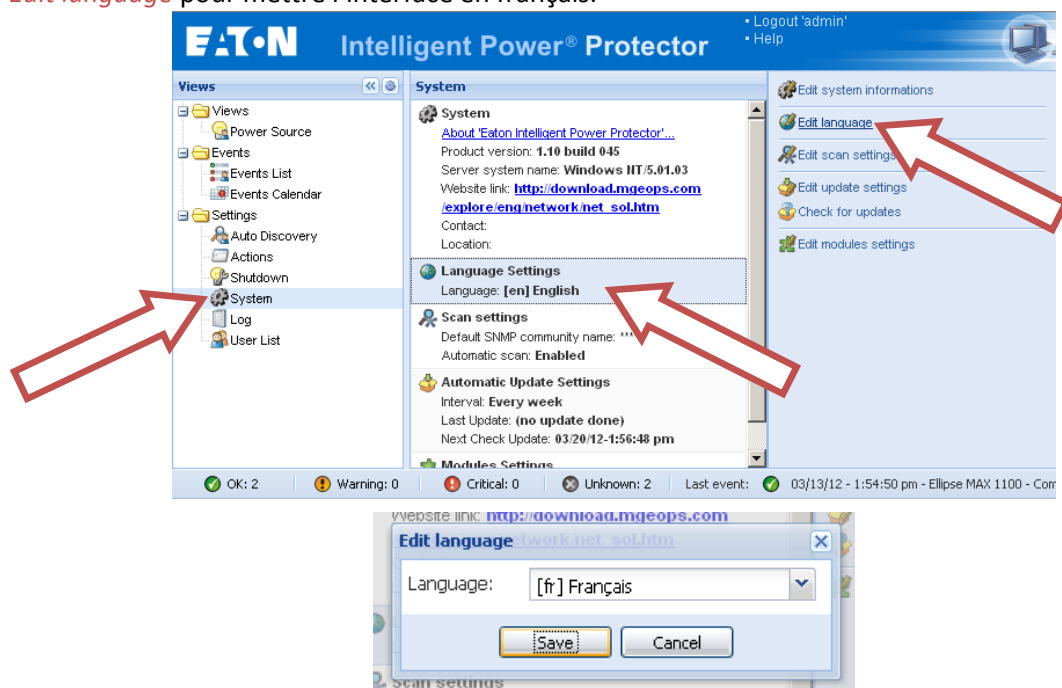 Edit language pour mettre l'interface en français.
EATON Intelligent Power® Protector
• Logout 'admin'
• Help
Views
Views
Power Source
Events
Events List
Events Calendar
Settings
Auto Discovery
Actions
Shutdown
System
Log
User List
System
System
About 'Eaton Intelligent Power Protector'...
Product version: 1.10 build 045
Server system name: Windows NT/5.01.03
Website link: http://download.mgeops.com
/explore/eng/network/net_sol.htm
Contact:
Location:
Language Settings
Language: [en] English
Scan settings
Default SNMP community name: **
Automatic scan: Enabled
Automatic Update Settings
Interval: Every week
Last Update: (no update done)
Next Check Update: 03/20/12-1:56:48 pm
Modules Settings
Edit system informations
Edit language
Edit scan settings
Edit update settings
Check for updates
Edit modules settings
OK: 2 Warning: 0 Critical: 0 Unknown: 2 Last event: 03/13/12 - 1:54:50 pm - Ellipse MAX 1100 - Com
Website link: http://download.mgeops.com
Edit language twork/net_sol.htm
Language: [fr] Français
Save Cancel
Scan settings